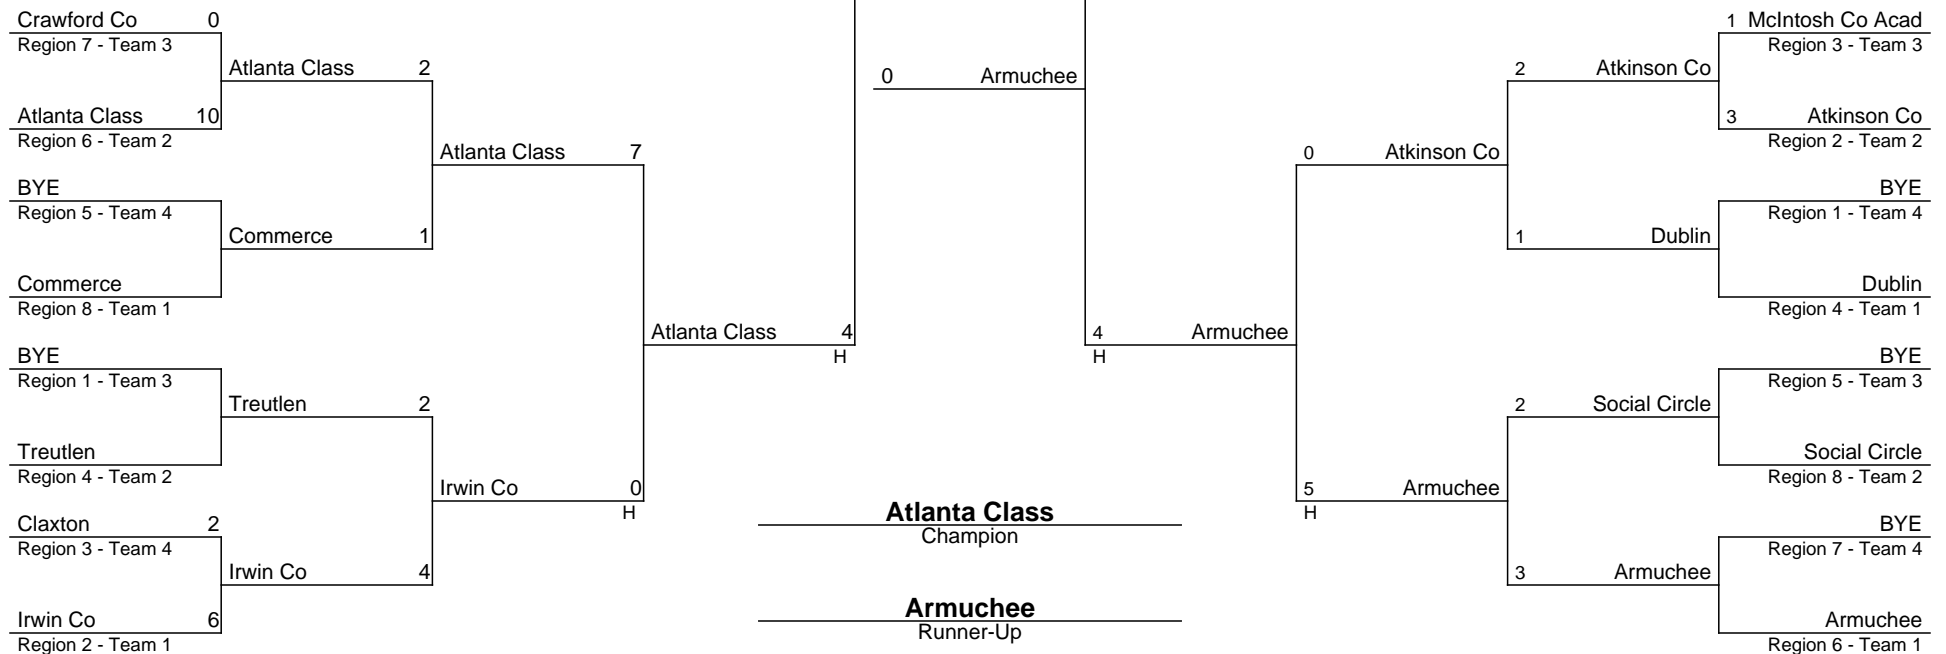 Crawford Co 0
Region 7 - Team 3
Atlanta Class 10
Region 6 - Team 2
BYE
Region 5 - Team 4
Commerce
Region 8 - Team 1
BYE
Region 1 - Team 3
Treutlen
Region 4 - Team 2
Claxton 2
Region 3 - Team 4
Irwin Co 6
Region 2 - Team 1
Atlanta Class 2
Commerce 1
Treutlen 2
Irwin Co 4
Atlanta Class 7
Irwin Co 0
H
Atlanta Class 4
H
0 Armuchee
Atlanta Class
Champion
Armuchee
Runner-Up
4 Armuchee
H
0 Atkinson Co
5 Armuchee
H
2 Atkinson Co
1 Dublin
2 Social Circle
3 Armuchee
1 McIntosh Co Acad
Region 3 - Team 3
3 Atkinson Co
Region 2 - Team 2
BYE
Region 1 - Team 4
Dublin
Region 4 - Team 1
BYE
Region 5 - Team 3
Social Circle
Region 8 - Team 2
BYE
Region 7 - Team 4
Armuchee
Region 6 - Team 1